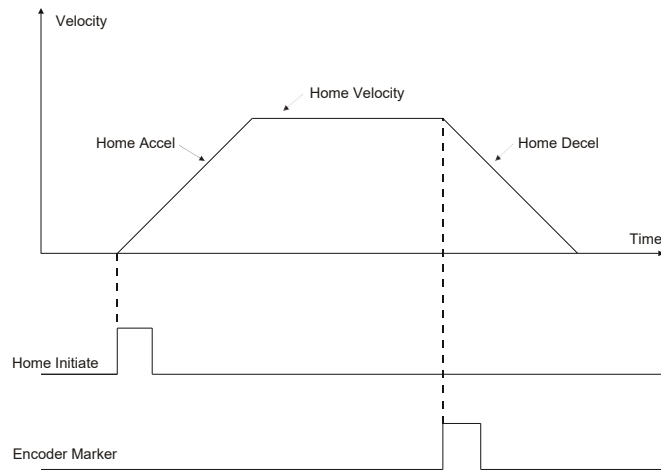 Velocity
Home Velocity
Home Accel
Home Decel
Time
Home Initiate
Encoder Marker